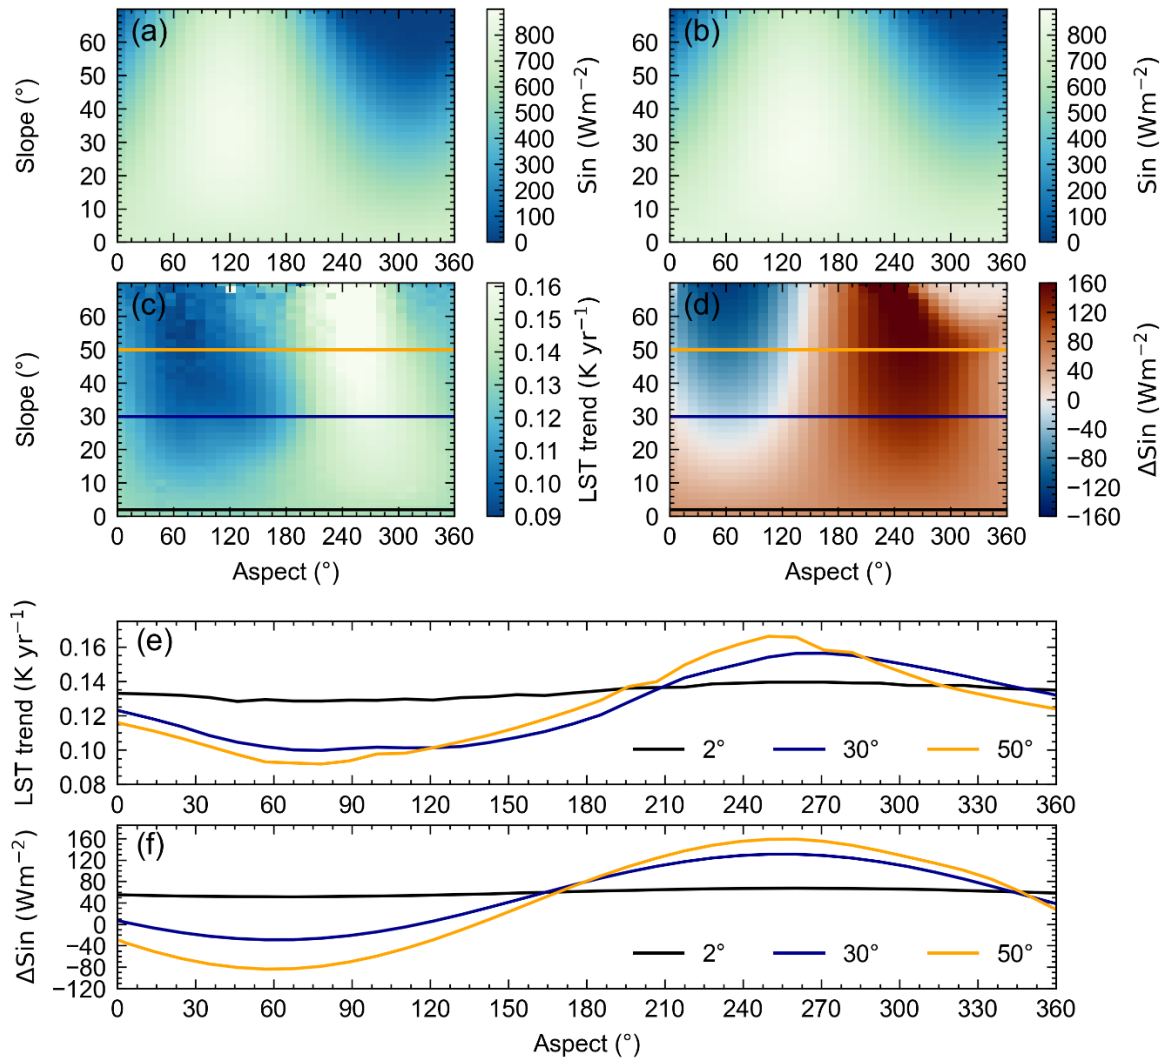 (a)
(b)
Slope (°)
60
50
40
30
20
10
0
0 60 120 180 240 300 360
800
700
600
500
400
300
200
100
0
Sin (Wm⁻²)
0 60 120 180 240 300 360
800
700
600
500
400
300
200
100
0
Sin (Wm⁻²)
(c)
(d)
Slope (°)
60
50
40
30
20
10
0
0 60 120 180 240 300 360
Aspect (°)
0.16
0.15
0.14
0.13
0.12
0.11
0.10
0.09
LST trend (K yr⁻¹)
0 60 120 180 240 300 360
Aspect (°)
160
120
80
40
0
−40
−80
−120
−160
ΔSin (Wm⁻²)
(e)
LST trend (K yr⁻¹)
0.16
0.14
0.12
0.10
0.08
2° 30° 50°
0 30 60 90 120 150 180 210 240 270 300 330 360
(f)
ΔSin (Wm⁻²)
160
120
80
40
0
−40
−80
−120
2° 30° 50°
0 30 60 90 120 150 180 210 240 270 300 330 360
Aspect (°)